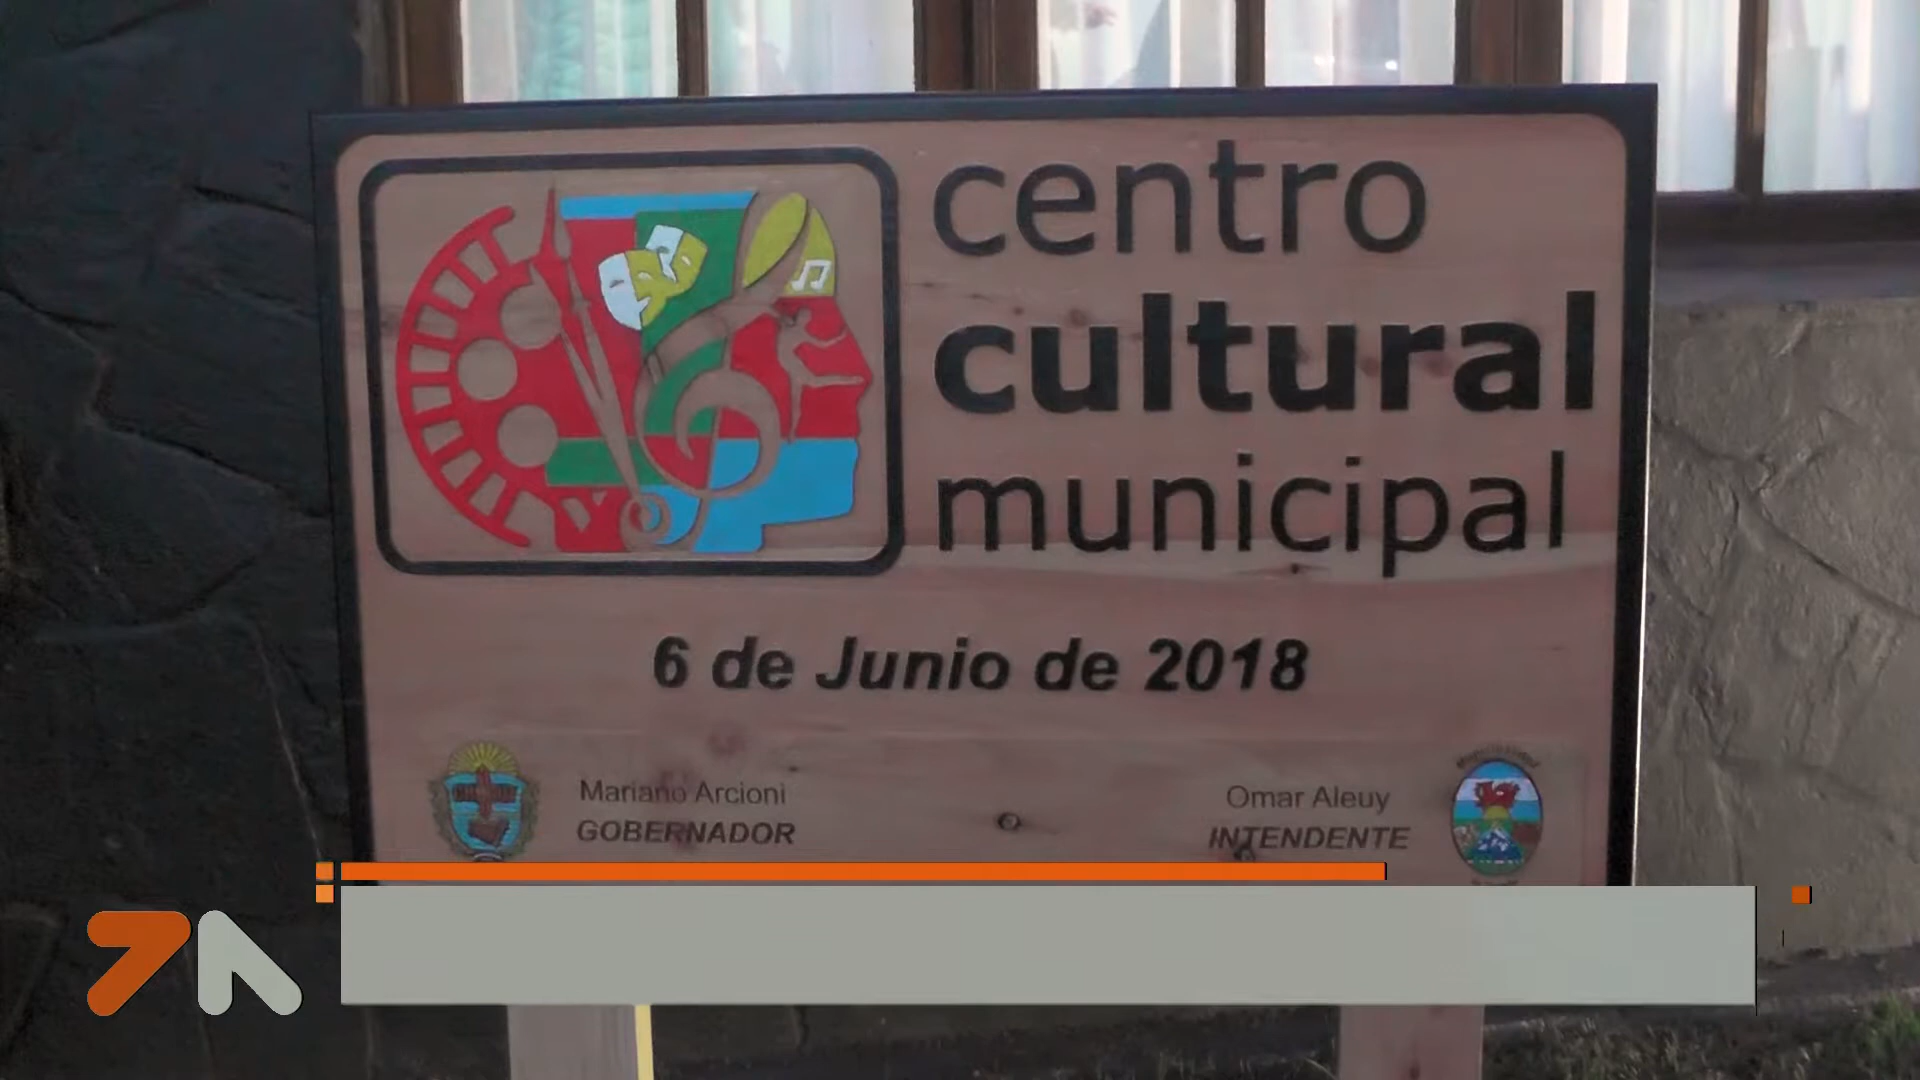 centro
cultural
municipal
6 de Junio de 2018
Mariano Arcioni
GOBERNADOR
Omar Aleuy
INTENDENTE